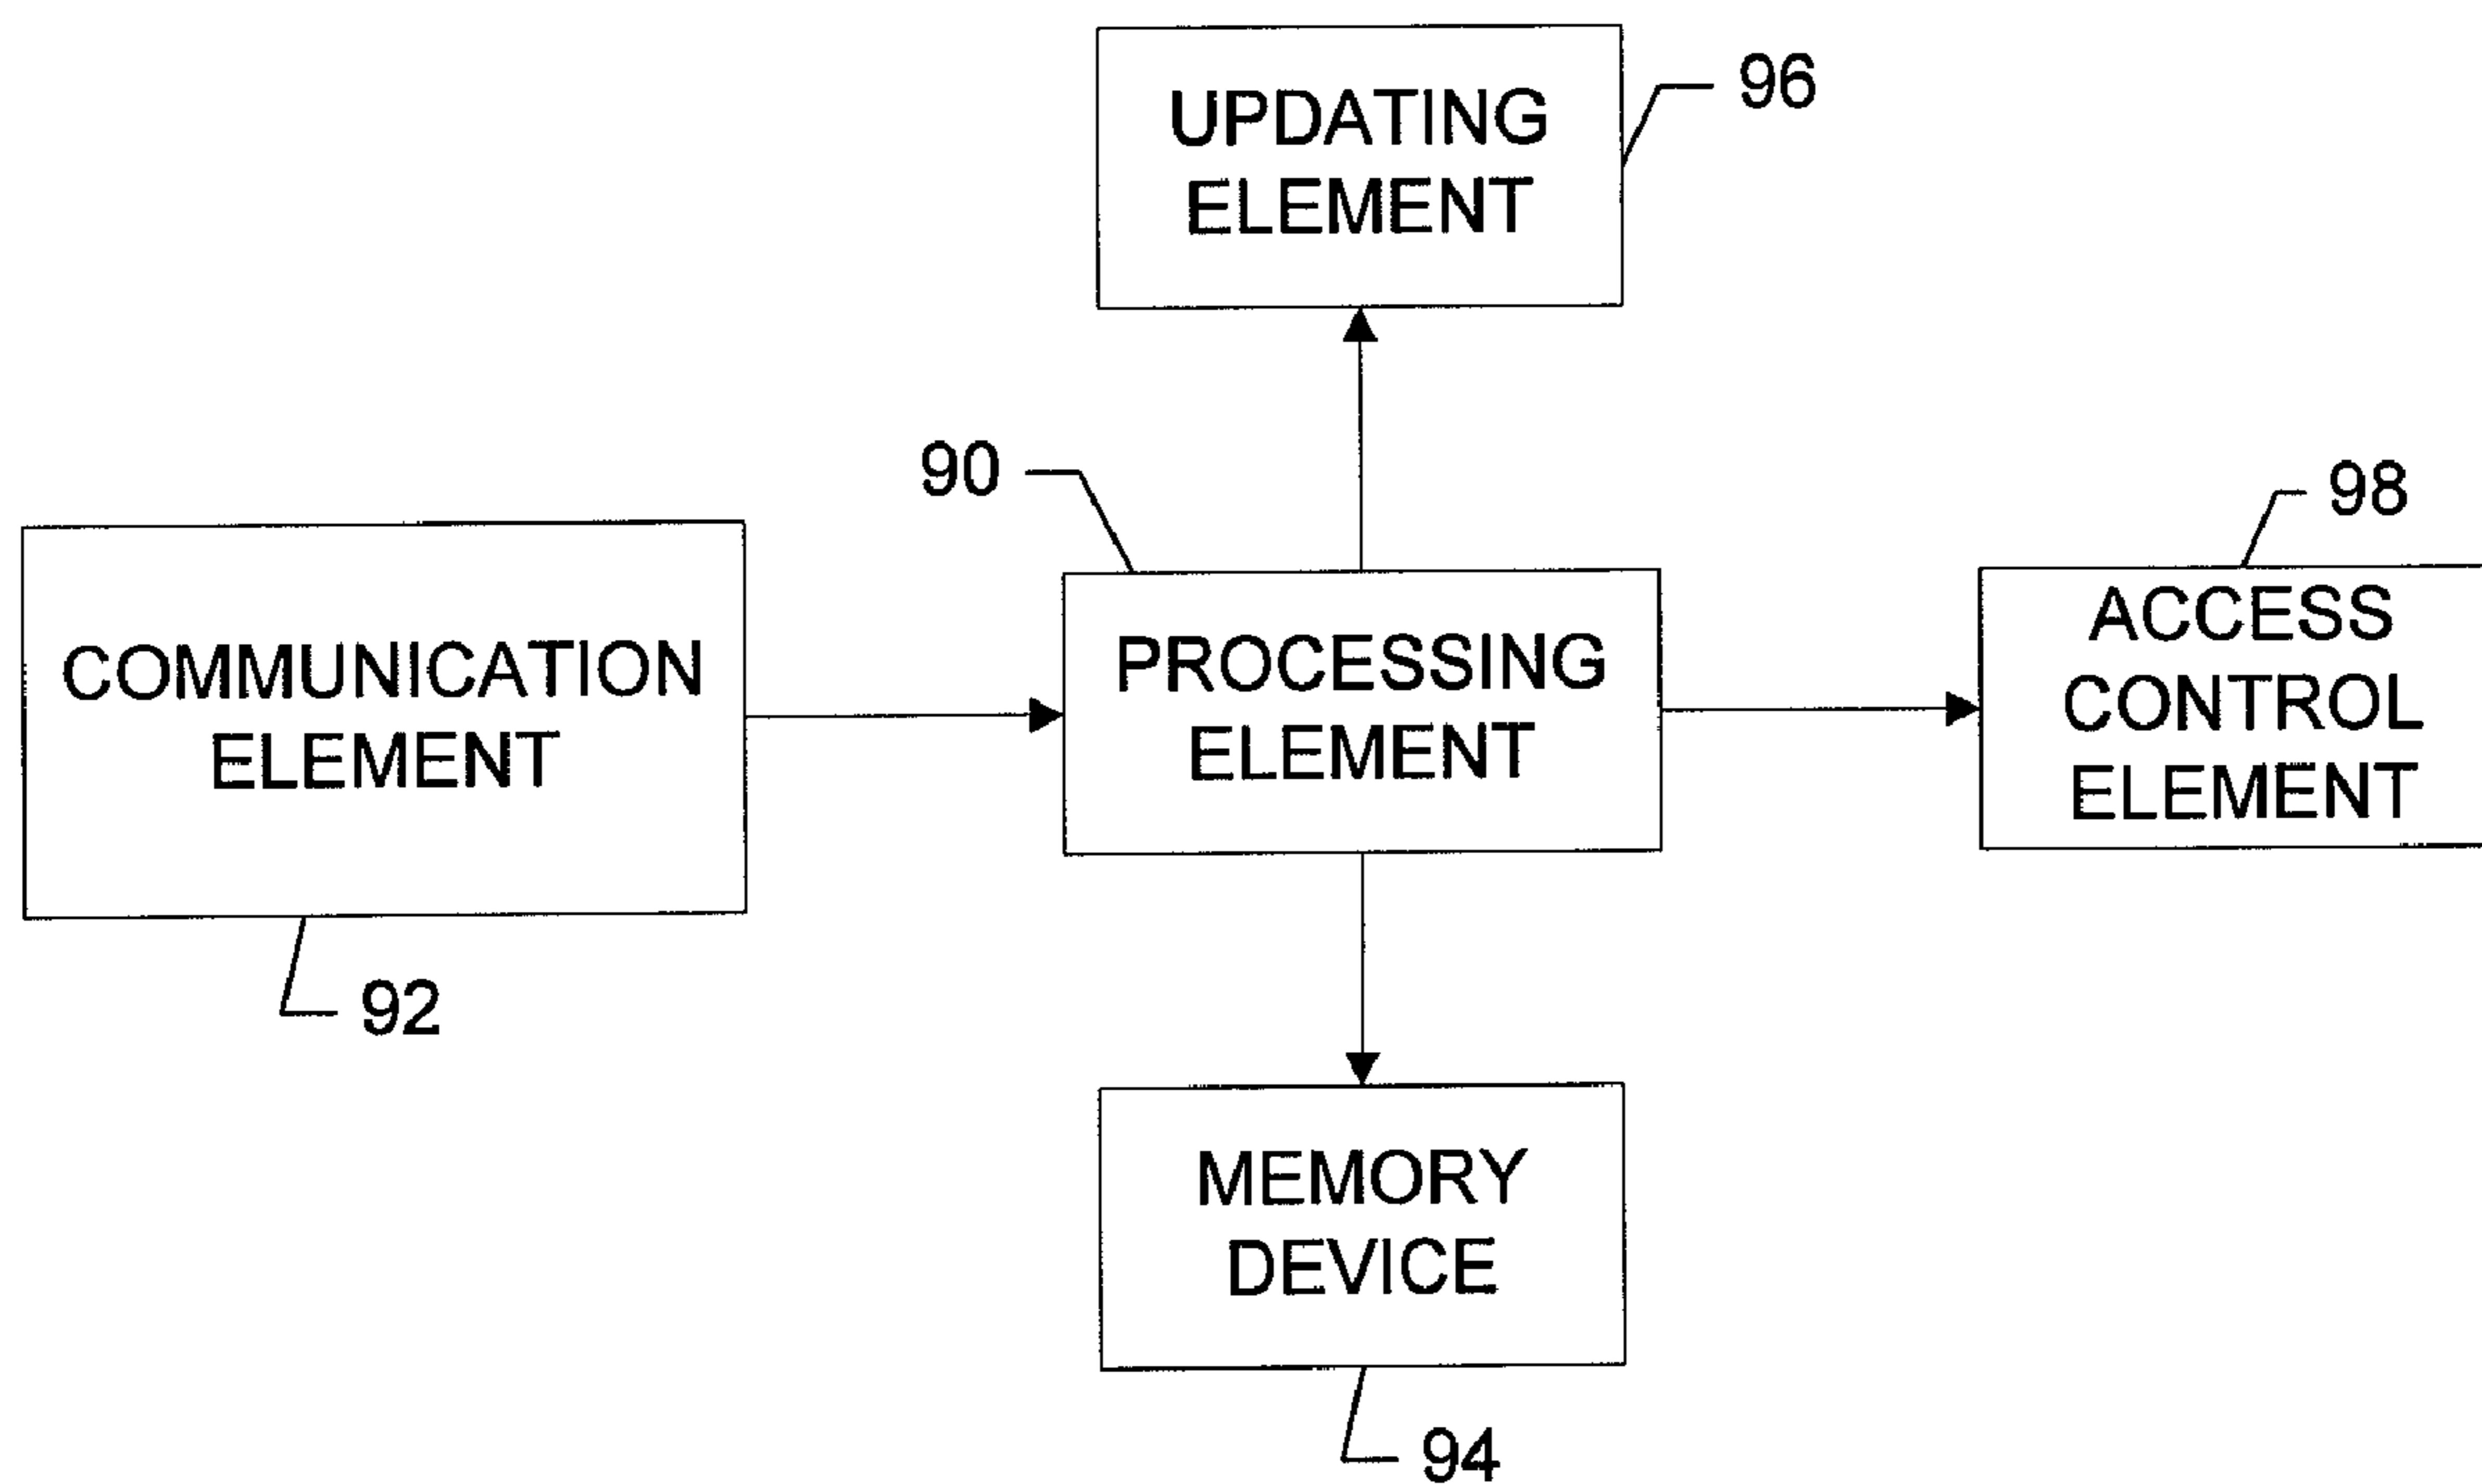 UPDATING
ELEMENT
96
90
98
COMMUNICATION
ELEMENT
92
PROCESSING
ELEMENT
ACCESS
CONTROL
ELEMENT
MEMORY
DEVICE
94